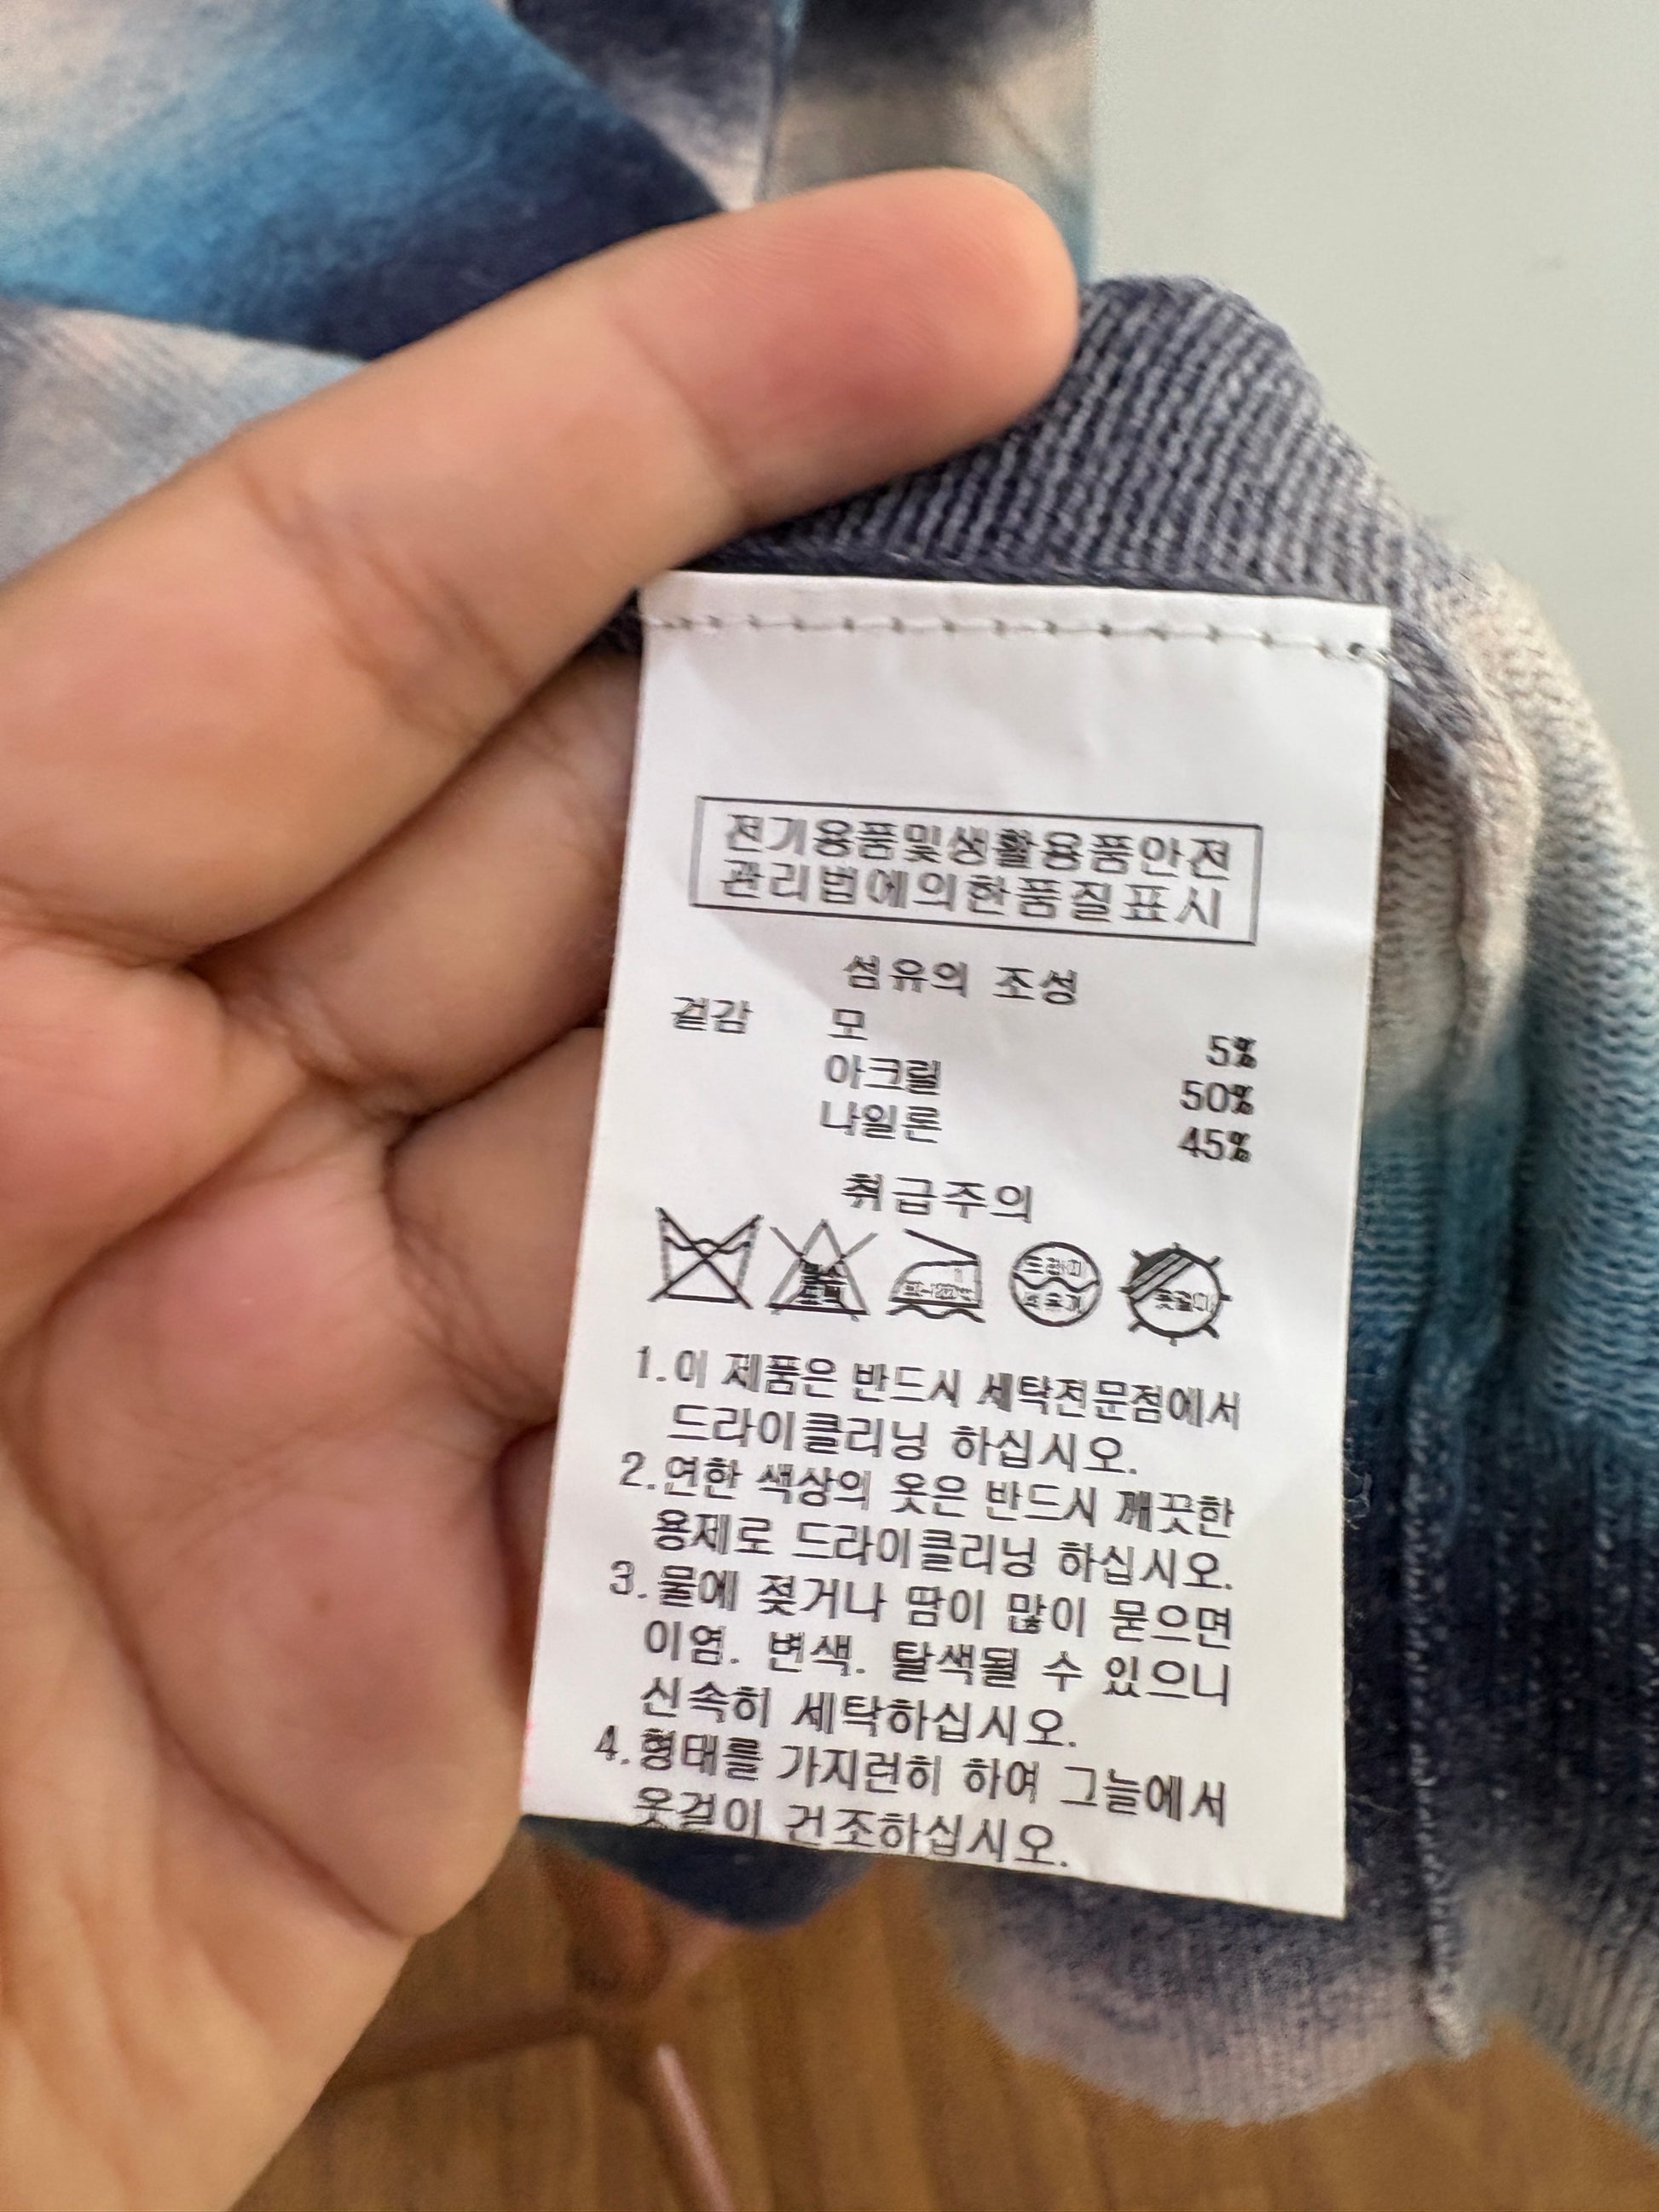 전기용품및생활용품안전
관리법에의한품질표시
섬유의 조성
겉감 모 5%
아크릴 50%
나일론 45%
취급주의
옷걸이
1.이 제품은 반드시 세탁전문점에서
드라이클리닝 하십시오.
2.연한 색상의 옷은 반드시 깨끗한
용제로 드라이클리닝 하십시오.
3.물에 젖거나 땀이 많이 묻으면
이염. 변색. 탈색될 수 있으니
신속히 세탁하십시오.
4.형태를 가지런히 하여 그늘에서
옷걸이 건조하십시오.